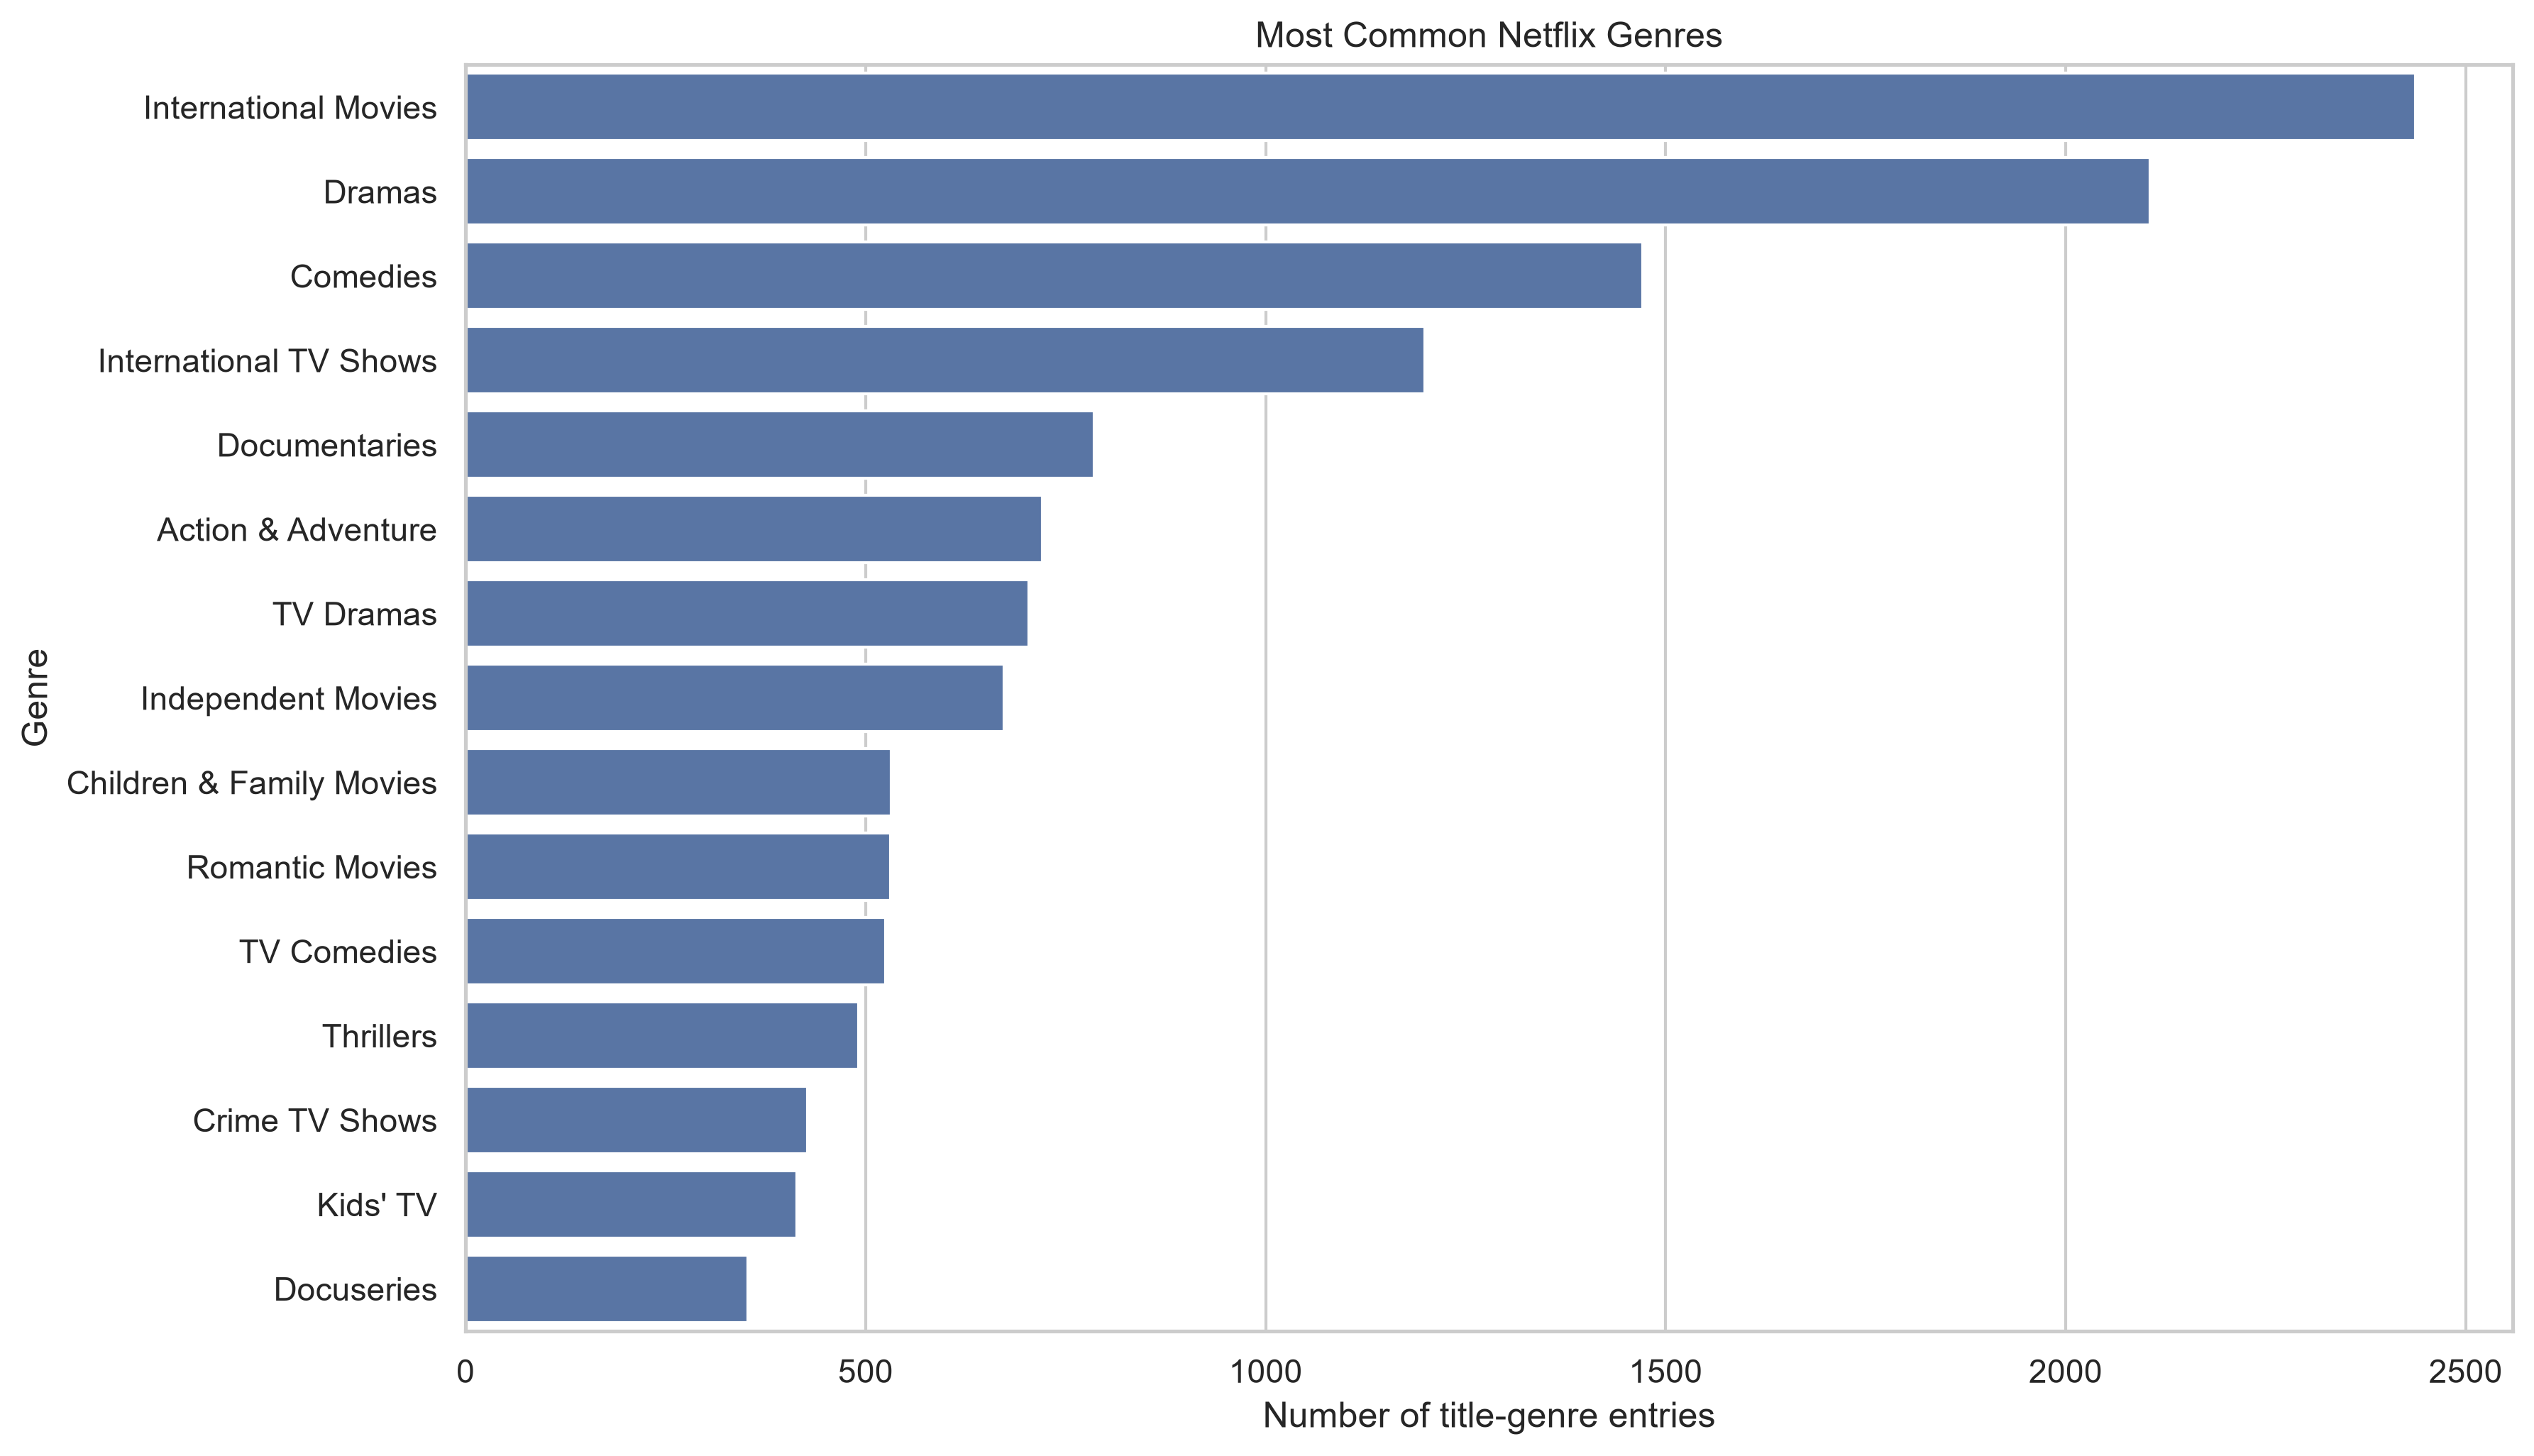 Most Common Netflix Genres
International Movies
Dramas
Comedies
International TV Shows
Documentaries
Action & Adventure
TV Dramas
Independent Movies
Children & Family Movies
Romantic Movies
TV Comedies
Thrillers
Crime TV Shows
Kids' TV
Docuseries
Genre
0 500 1000 1500 2000 2500
Number of title-genre entries